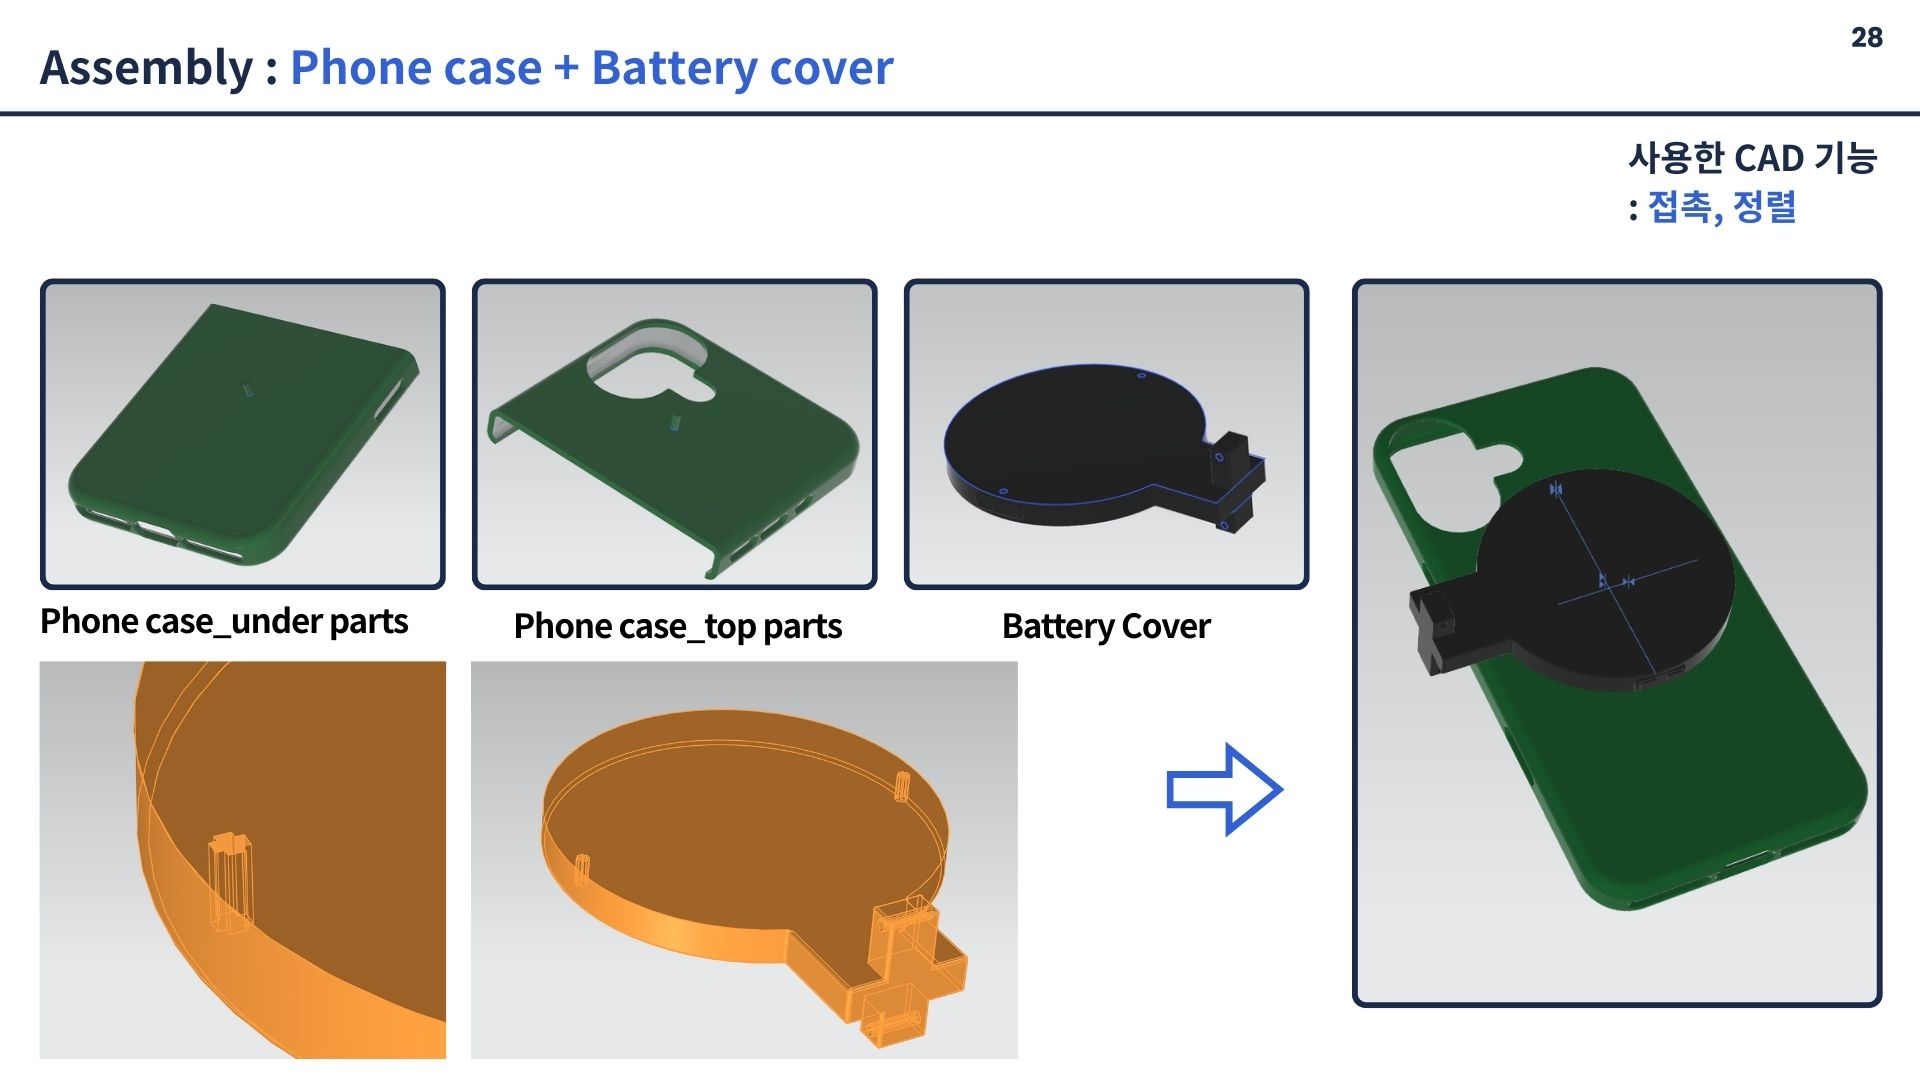 28
Assembly : Phone case + Battery cover
사용한 CAD 기능
: 접촉, 정렬
Phone case_under parts
Phone case_top parts
Battery Cover